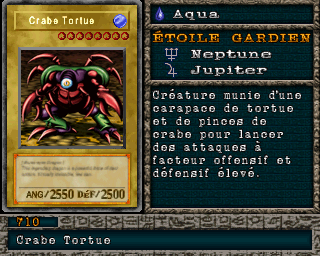 Crabe Tortue
ANG/2550 DÉF/2500
Aqua
ÉTOILE GARDIEN
Neptune
Jupiter
Créature munie d'une
carapace de tortue
et de pinces de
crabe pour lancer
des attaques à
facteur offensif et
défensif élevé.
710
Crabe Tortue